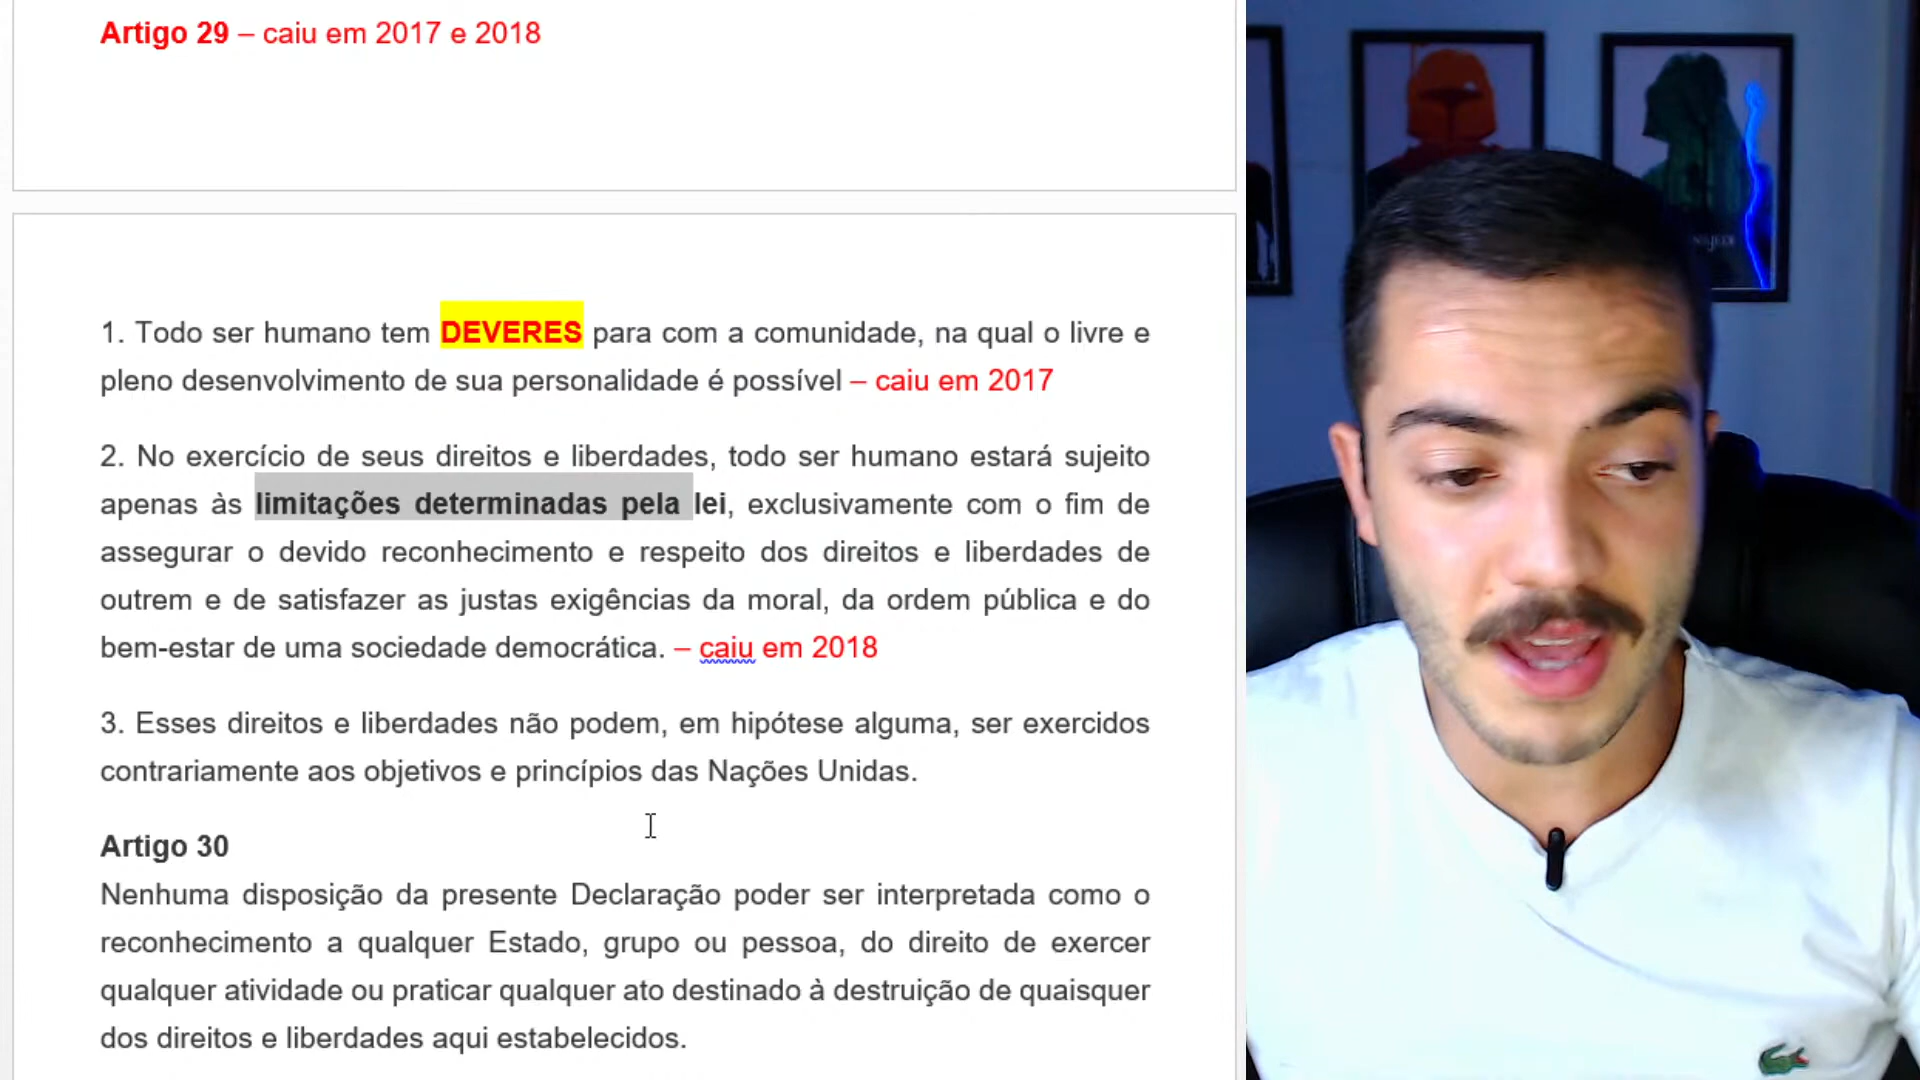 Artigo 29 – caiu em 2017 e 2018
1. Todo ser humano tem DEVERES para com a comunidade, na qual o livre e
pleno desenvolvimento de sua personalidade é possível – caiu em 2017
2. No exercício de seus direitos e liberdades, todo ser humano estará sujeito
apenas às limitações determinadas pela lei, exclusivamente com o fim de
assegurar o devido reconhecimento e respeito dos direitos e liberdades de
outrem e de satisfazer as justas exigências da moral, da ordem pública e do
bem-estar de uma sociedade democrática. – caiu em 2018
3. Esses direitos e liberdades não podem, em hipótese alguma, ser exercidos
contrariamente aos objetivos e princípios das Nações Unidas.
Artigo 30
Nenhuma disposição da presente Declaração poder ser interpretada como o
reconhecimento a qualquer Estado, grupo ou pessoa, do direito de exercer
qualquer atividade ou praticar qualquer ato destinado à destruição de quaisquer
dos direitos e liberdades aqui estabelecidos.